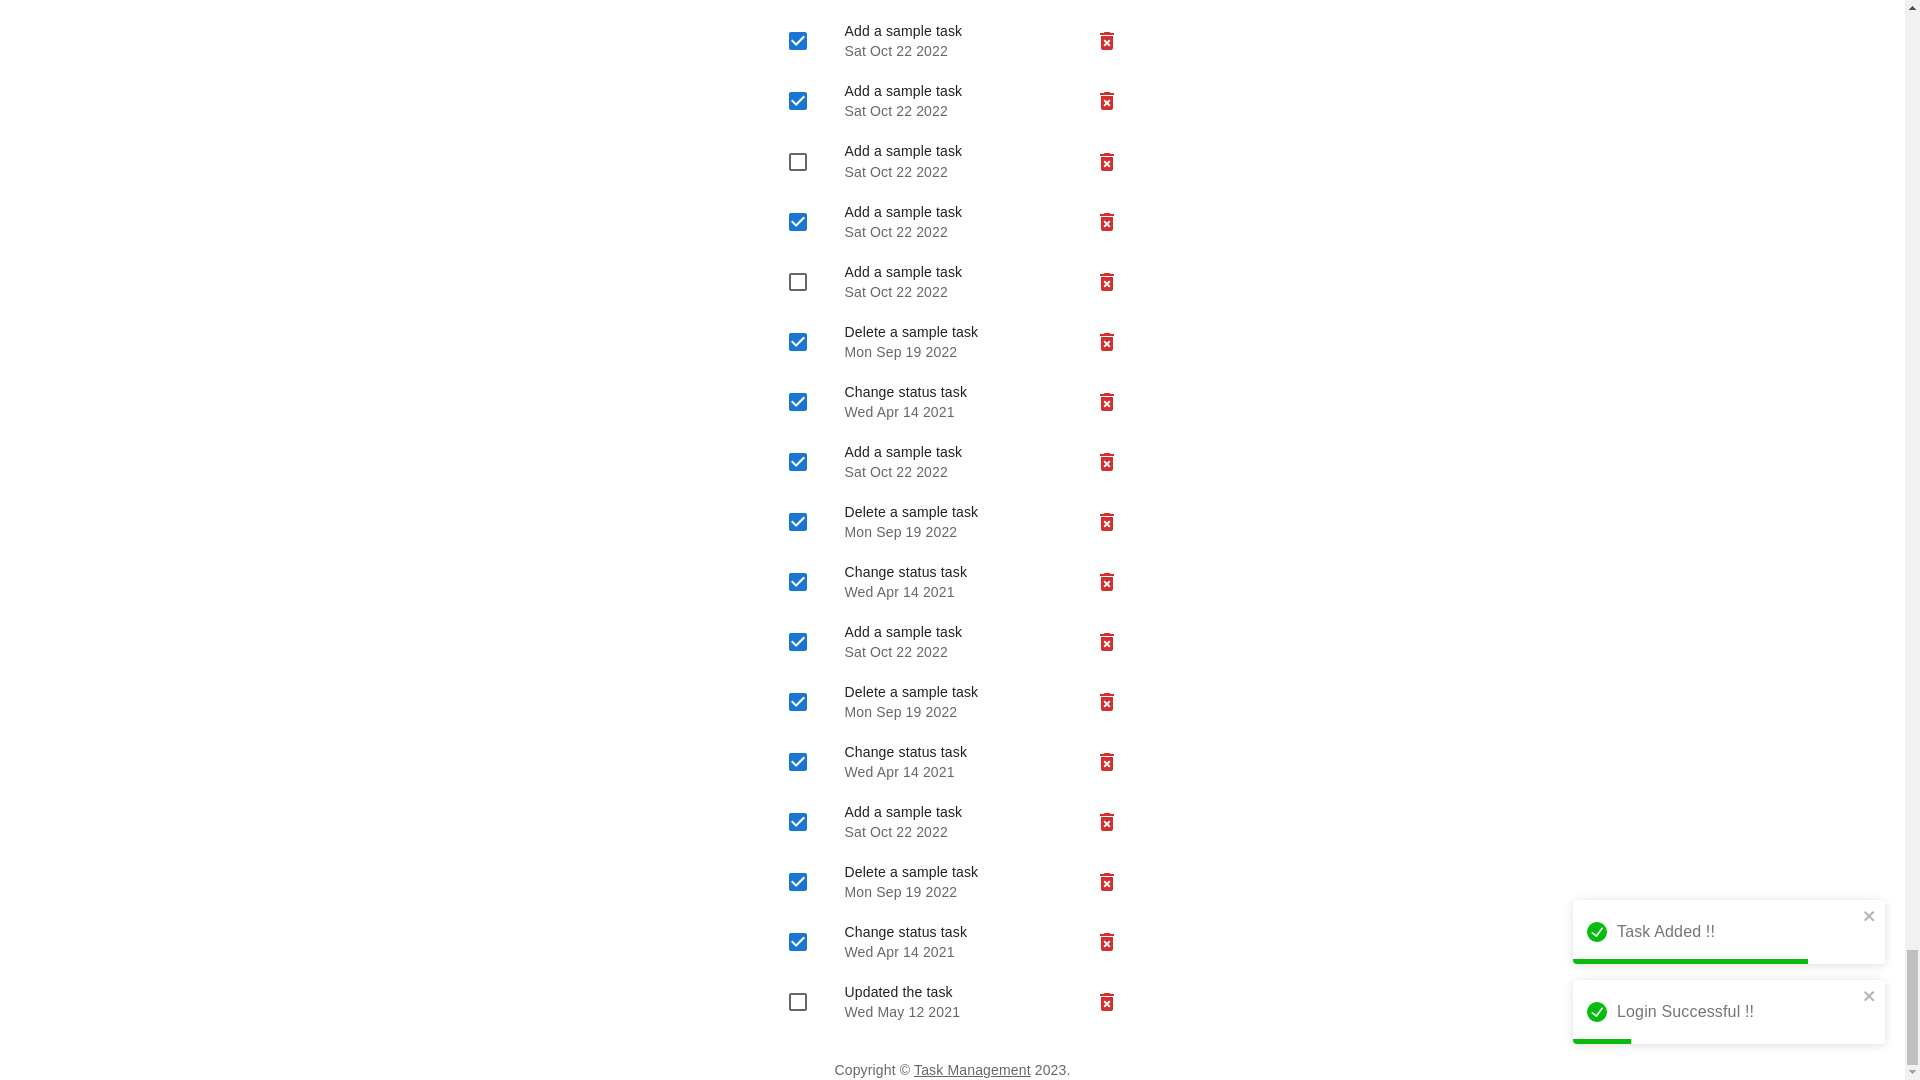 Add a sample task
Sat Oct 22 2022
Add a sample task
Sat Oct 22 2022
Add a sample task
Sat Oct 22 2022
Add a sample task
Sat Oct 22 2022
Add a sample task
Sat Oct 22 2022
Delete a sample task
Mon Sep 19 2022
Change status task
Wed Apr 14 2021
Add a sample task
Sat Oct 22 2022
Delete a sample task
Mon Sep 19 2022
Change status task
Wed Apr 14 2021
Add a sample task
Sat Oct 22 2022
Delete a sample task
Mon Sep 19 2022
Change status task
Wed Apr 14 2021
Add a sample task
Sat Oct 22 2022
Delete a sample task
Mon Sep 19 2022
Change status task
Wed Apr 14 2021
Updated the task
Wed May 12 2021
Copyright © Task Management 2023.
Task Added !!
Login Successful !!